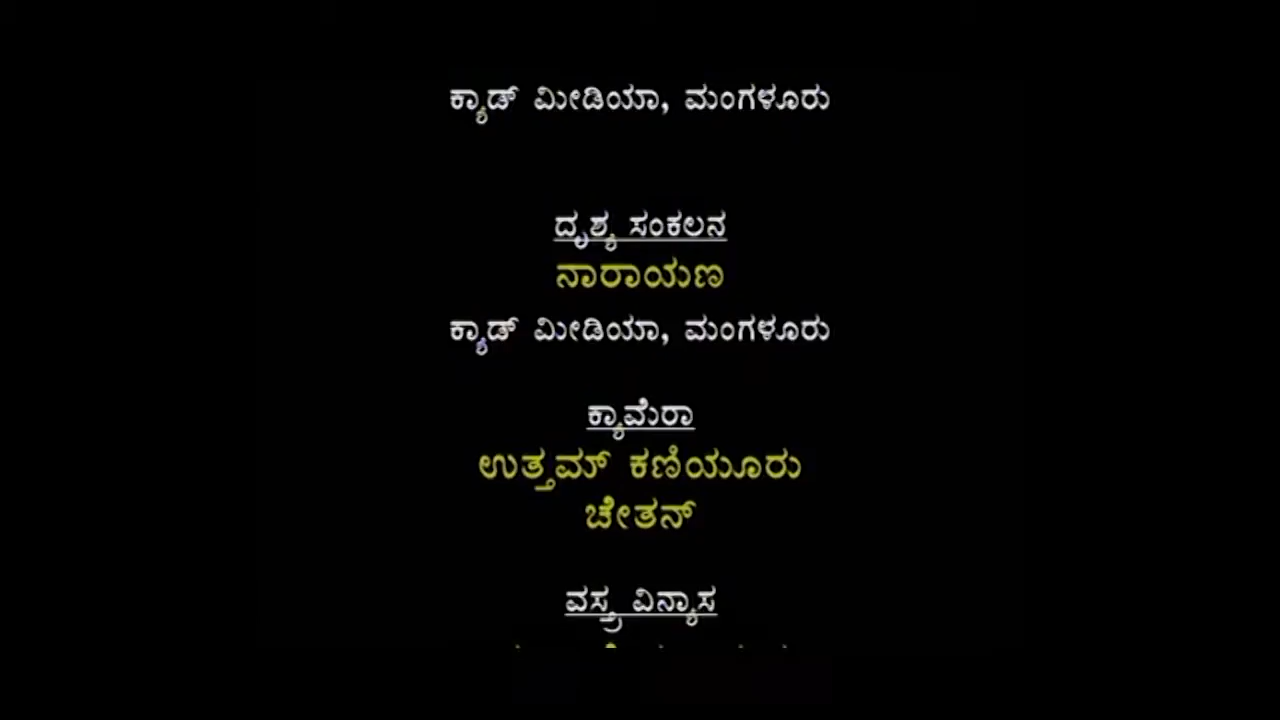 ಕ್ಯಾಡ್ ಮೀಡಿಯಾ, ಮಂಗಳೂರು
ದೃಶ್ಯ ಸಂಕಲನ
ನಾರಾಯಣ
ಕ್ಯಾಡ್ ಮೀಡಿಯಾ, ಮಂಗಳೂರು
ಕ್ಯಾಮೆರಾ
ಉತ್ತಮ್ ಕಣಿಯೂರು
ಚೇತನ್
ವಸ್ತ್ರ ವಿನ್ಯಾಸ